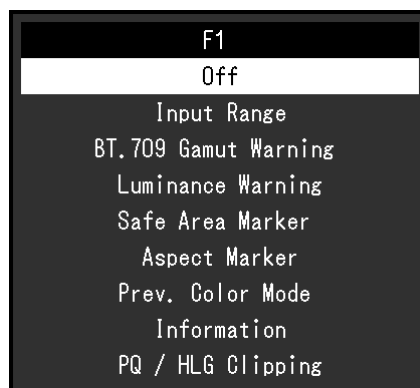 F1
Off
Input Range
BT.709 Gamut Warning
Luminance Warning
Safe Area Marker
Aspect Marker
Prev. Color Mode
Information
PQ / HLG Clipping